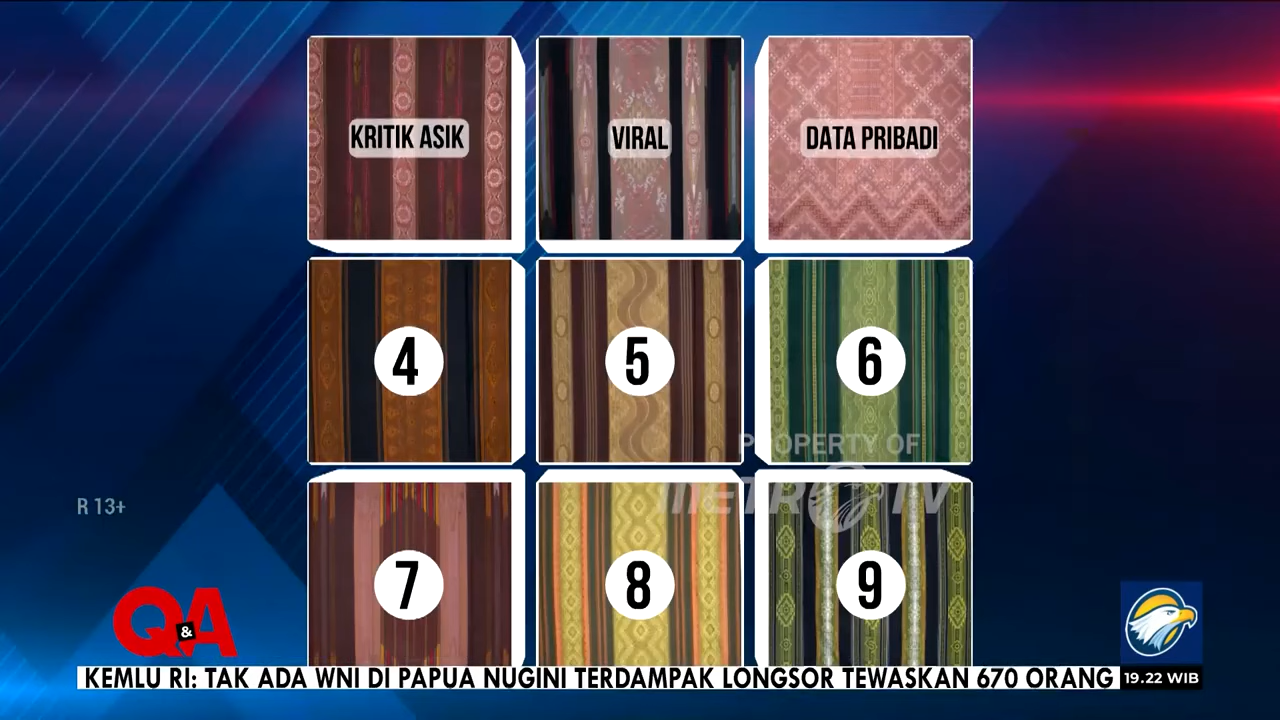 KRITIK ASIK
VIRAL
DATA PRIBADI
4
5
6
PROPERTY OF
METRO TV
R 13+
7
8
9
Q&A
KEMLU RI: TAK ADA WNI DI PAPUA NUGINI TERDAMPAK LONGSOR TEWASKAN 670 ORANG
19.22 WIB